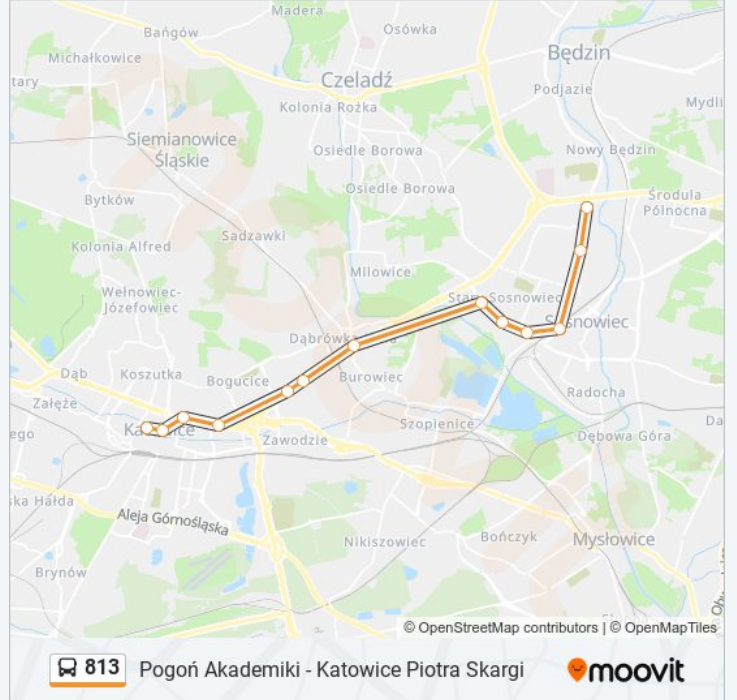 Madera
Osówka
Bańgów
Będzin
Michałkowice
Czeladź
tary
Podjazie
Kolonia Rożka
Mydli
Siemianowice
Śląskie
Osiedle Borowa
Nowy Będzin
Osiedle Borowa
Środula
Północna
Bytków
Sadzawki
Kolonia Alfred
Milowice
Wełnowiec-
Józefowiec
Stary Sosnowiec
Sosnowiec
Dąb
Koszutka
Bogucice
Burowiec
Radocha
Załęże
ego
Szopienice
Da
Zawodzie
Dębowa Góra
ska Hałda
Aleja Górnośląska
Nikiszowiec
Bończyk
Mysłowice
Brynów
© OpenStreetMap contributors | © OpenMapTiles
813 Pogoń Akademiki - Katowice Piotra Skargi
moovit